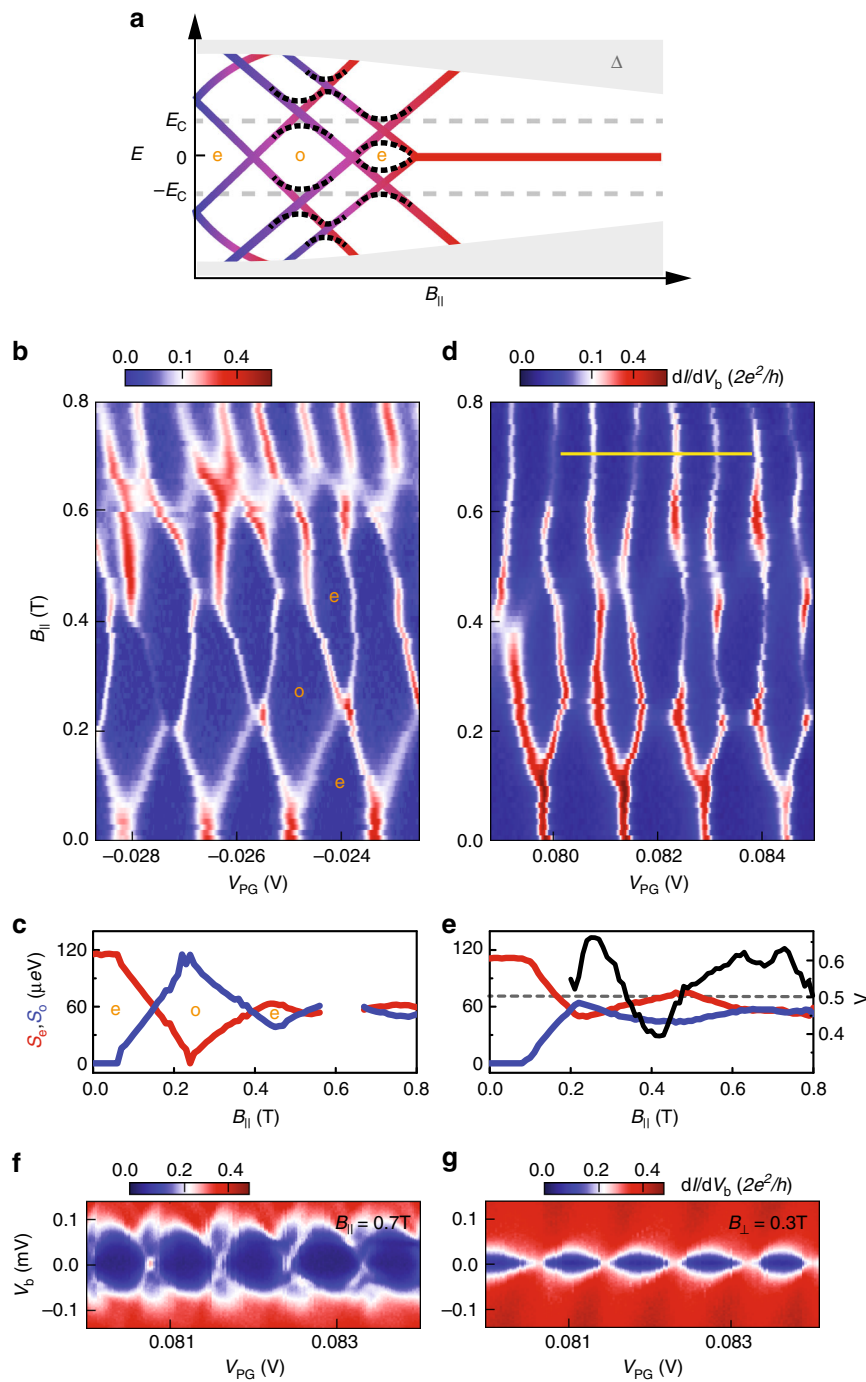 a
Δ
E_C
E 0
−E_C
e o e
B_||
b d
0.0 0.1 0.4
0.0 0.1 0.4 dI/dV_b (2e²/h)
0.8
0.6
0.4
0.2
0.0
B_|| (T)
e
o
e
−0.028 −0.026 −0.024
V_PG (V)
0.8
0.6
0.4
0.2
0.0
0.080 0.082 0.084
V_PG (V)
c e
120
60
0
S_e, S_o (μeV)
e o e
0.0 0.2 0.4 0.6 0.8
B_|| (T)
120
60
0
0.6
0.5
0.4
0.0 0.2 0.4 0.6 0.8
B_|| (T)
f g
0.0 0.2 0.4
0.0 0.2 0.4 dI/dV_b (2e²/h)
0.1
0.0
−0.1
V_b (mV)
B_|| = 0.7T
0.081 0.083
V_PG (V)
0.1
0.0
−0.1
B_⊥ = 0.3T
0.081 0.083
V_PG (V)